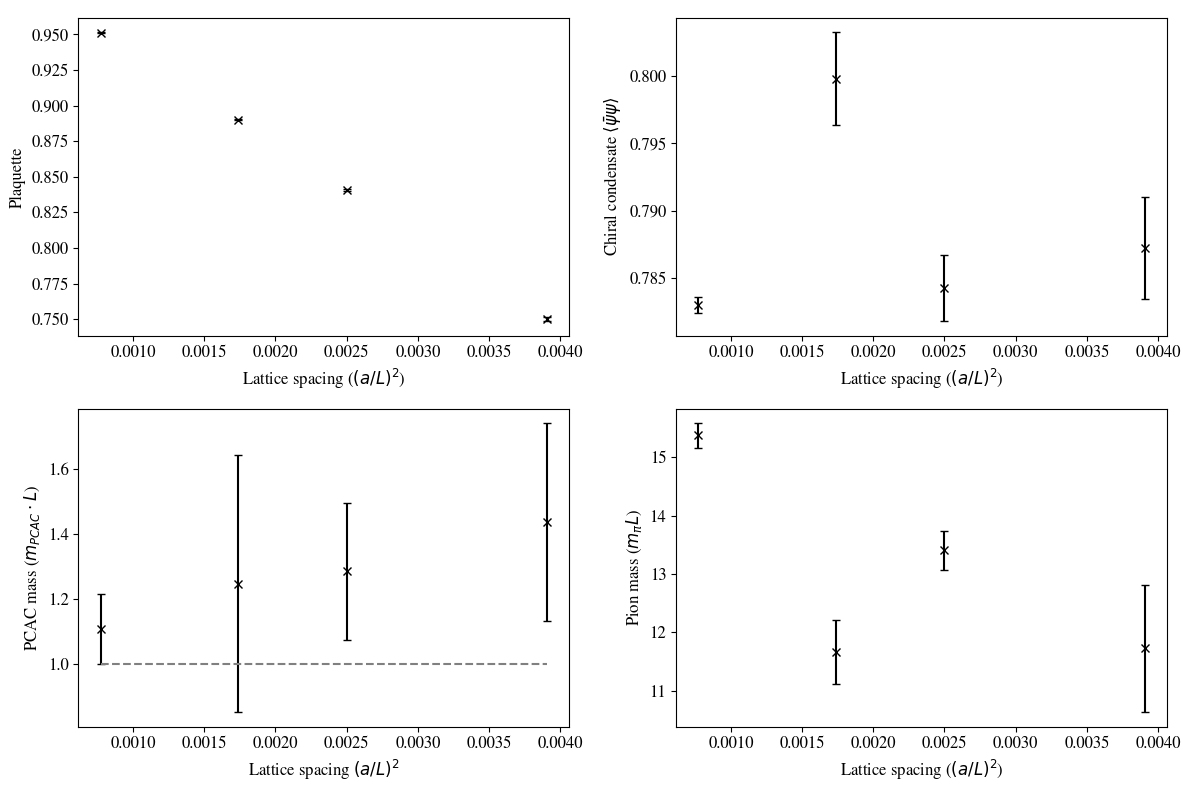 0.950
0.925
0.900
0.875
0.850
0.825
0.800
0.775
0.750
Plaquette
0.0010 0.0015 0.0020 0.0025 0.0030 0.0035 0.0040
Lattice spacing ((a/L)²)
0.800
0.795
0.790
0.785
Chiral condensate ⟨ψ̄ψ⟩
0.0010 0.0015 0.0020 0.0025 0.0030 0.0035 0.0040
Lattice spacing ((a/L)²)
1.6
1.4
1.2
1.0
PCAC mass (m_PCAC · L)
0.0010 0.0015 0.0020 0.0025 0.0030 0.0035 0.0040
Lattice spacing (a/L)²
15
14
13
12
11
Pion mass (m_πL)
0.0010 0.0015 0.0020 0.0025 0.0030 0.0035 0.0040
Lattice spacing ((a/L)²)